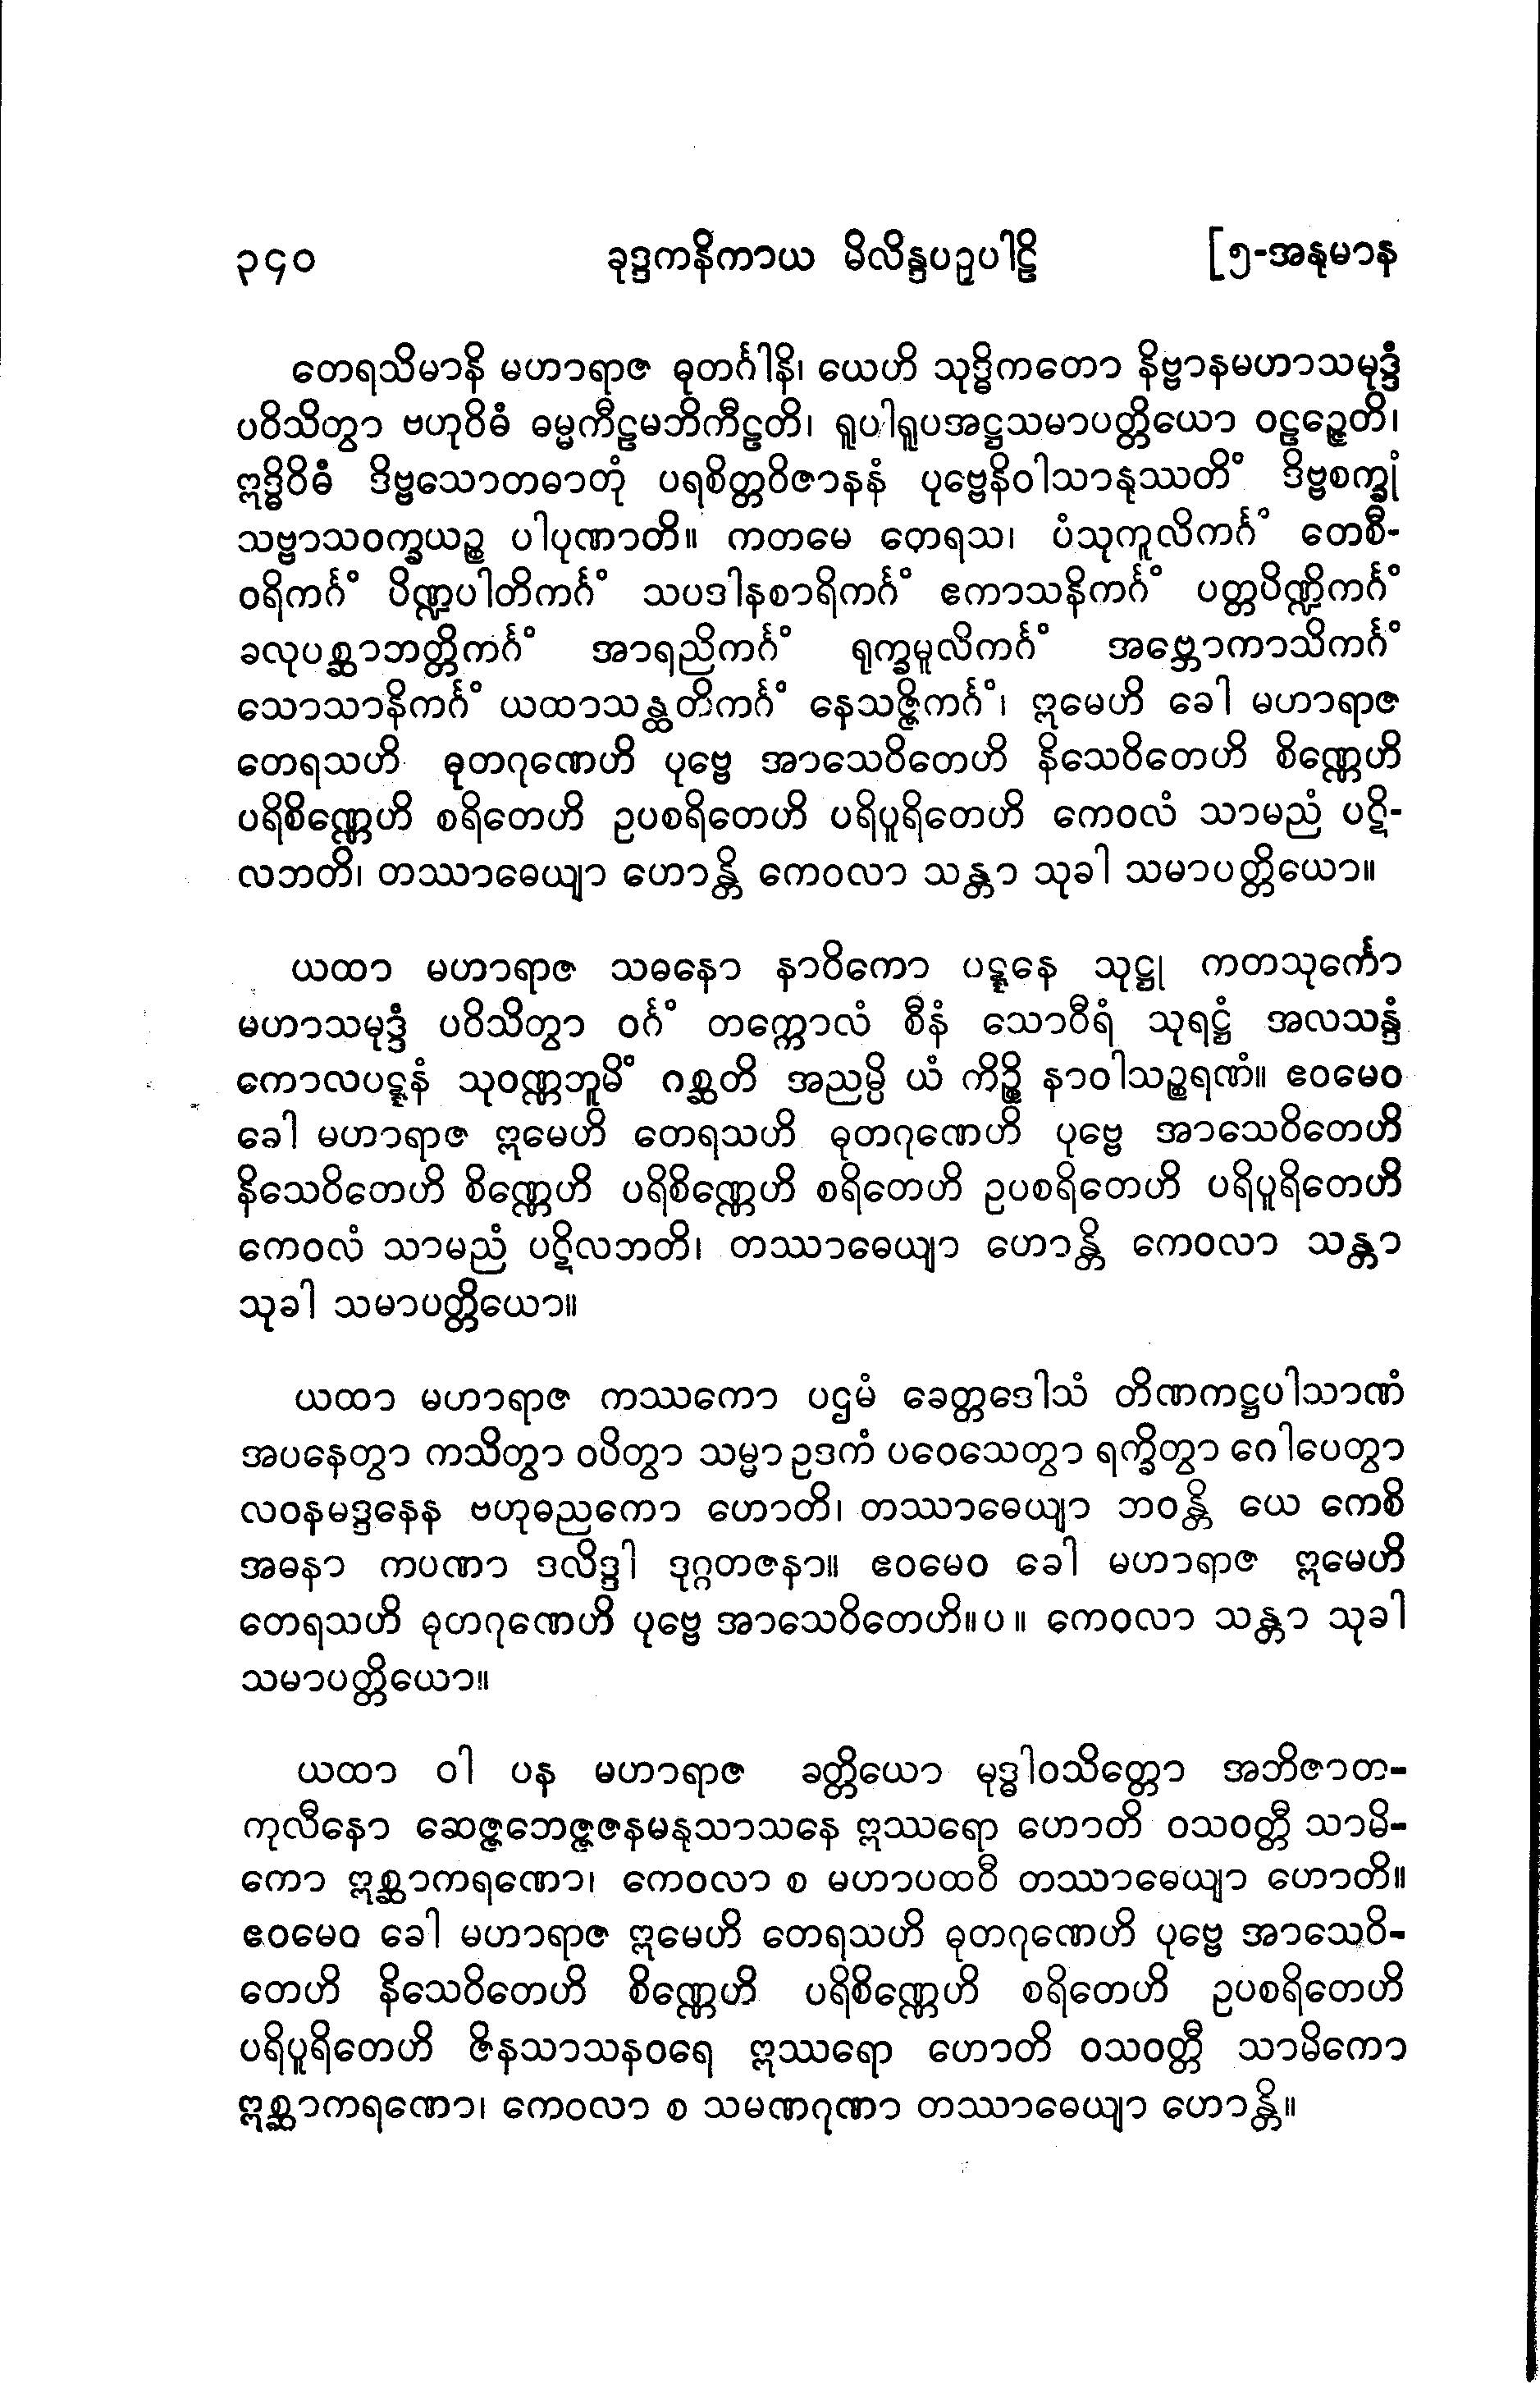 ၃၄၀ ခုဒ္ဒကနိကာယ မိလိန္ဒပဥှပါဠိ [၅-အနုမာန
တေရသိမာနိ မဟာရာဇ ဓုတင်္ဂါနိ၊ ယေဟိ သုဒ္ဓိကတော နိဗ္ဗာနမဟာသမုဒ္ဒံ
ပဝိသိတွာ ဗဟုဝိဓံ ဓမ္မကီဠမဘိကီဠတိ၊ ရူပါရူပအဋ္ဌသမာပတ္တိယော ဝဠဉ္ဇေတိ၊
ဣဒ္ဓိဝိဓံ ဒိဗ္ဗသောတဓာတုံ ပရစိတ္တဝိဇာနနံ ပုဗ္ဗေနိဝါသာနုဿတိံ ဒိဗ္ဗစက္ခုံ
သဗ္ဗာသဝက္ခယဉ္စ ပါပုဏာတိ။ ကတမေ တေရသ၊ ပံသုကူလိကင်္ဂံ တေစီ-
ဝရိကင်္ဂံ ပိဏ္ဍပါတိကင်္ဂံ သပဒါနစာရိကင်္ဂံ ဧကာသနိကင်္ဂံ ပတ္တပိဏ္ဍိကင်္ဂံ
ခလုပစ္ဆာဘတ္တိကင်္ဂံ အာရညိကင်္ဂံ ရုက္ခမူလိကင်္ဂံ အဗ္ဘောကာသိကင်္ဂံ
သောသာနိကင်္ဂံ ယထာသန္ထတိကင်္ဂံ နေသဇ္ဇိကင်္ဂံ၊ ဣမေဟိ ခေါ မဟာရာဇ
တေရသဟိ ဓုတဂုဏေဟိ ပုဗ္ဗေ အာသေဝိတေဟိ နိသေဝိတေဟိ စိဏ္ဏေဟိ
ပရိစိဏ္ဏေဟိ စရိတေဟိ ဥပစရိတေဟိ ပရိပူရိတေဟိ ကေဝလံ သာမညံ ပဋိ-
လဘတိ၊ တဿာဓေယျာ ဟောန္တိ ကေဝလာ သန္တာ သုခါ သမာပတ္တိယော။
ယထာ မဟာရာဇ သဓနော နာဝိကော ပဋ္ဋနေ သုဋ္ဌု ကတသုင်္ကော
မဟာသမုဒ္ဒံ ပဝိသိတွာ ဝင်္ဂံ တက္ကောလံ စီနံ သောဝီရံ သုရဋ္ဌံ အလသန္ဒံ
ကောလပဋ္ဋနံ သုဝဏ္ဏဘူမိံ ဂစ္ဆတိ အညမ္ပိ ယံ ကိဉ္စိ နာဝါသဉ္စရဏံ။ ဧဝမေဝ
ခေါ မဟာရာဇ ဣမေဟိ တေရသဟိ ဓုတဂုဏေဟိ ပုဗ္ဗေ အာသေဝိတေဟိ
နိသေဝိတေဟိ စိဏ္ဏေဟိ ပရိစိဏ္ဏေဟိ စရိတေဟိ ဥပစရိတေဟိ ပရိပူရိတေဟိ
ကေဝလံ သာမညံ ပဋိလဘတိ၊ တဿာဓေယျာ ဟောန္တိ ကေဝလာ သန္တာ
သုခါ သမာပတ္တိယော။
ယထာ မဟာရာဇ ကဿကော ပဌမံ ခေတ္တဒေါသံ တိဏကဋ္ဌပါသာဏံ
အပနေတွာ ကသိတွာ ဝပိတွာ သမ္မာ ဥဒကံ ပဝေသေတွာ ရက္ခိတွာ ဂေါပေတွာ
လဝနမဒ္ဒနေန ဗဟုဓညကော ဟောတိ၊ တဿာဓေယျာ ဘဝန္တိ ယေ ကေစိ
အဓနာ ကပဏာ ဒလိဒ္ဒါ ဒုဂ္ဂတဇနာ။ ဧဝမေဝ ခေါ မဟာရာဇ ဣမေဟိ
တေရသဟိ ဓုတဂုဏေဟိ ပုဗ္ဗေ အာသေဝိတေဟိ။ပ။ ကေဝလာ သန္တာ သုခါ
သမာပတ္တိယော။
ယထာ ဝါ ပန မဟာရာဇ ခတ္တိယော မုဒ္ဓါဝသိတ္တော အဘိဇာတ-
ကုလီနော ဆေဇ္ဇဘေဇ္ဇဇနမနုသာသနေ ဣဿရော ဟောတိ ဝသဝတ္တီ သာမိ-
ကော ဣစ္ဆာကရဏော၊ ကေဝလာ စ မဟာပထဝီ တဿာဓေယျာ ဟောတိ။
ဧဝမေဝ ခေါ မဟာရာဇ ဣမေဟိ တေရသဟိ ဓုတဂုဏေဟိ ပုဗ္ဗေ အာသေဝိ-
တေဟိ နိသေဝိတေဟိ စိဏ္ဏေဟိ ပရိစိဏ္ဏေဟိ စရိတေဟိ ဥပစရိတေဟိ
ပရိပူရိတေဟိ ဇိနသာသနဝရေ ဣဿရော ဟောတိ ဝသဝတ္တီ သာမိကော
ဣစ္ဆာကရဏော၊ ကေဝလာ စ သမဏဂုဏာ တဿာဓေယျာ ဟောန္တိ။